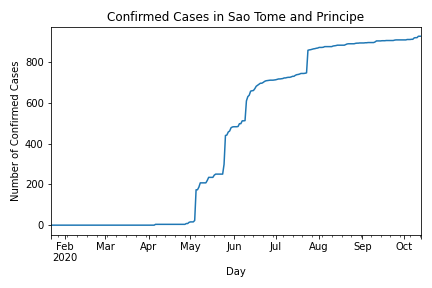 Confirmed Cases in Sao Tome and Principe
Number of Confirmed Cases
800
600
400
200
0
Feb Mar Apr May Jun Jul Aug Sep Oct
2020
Day